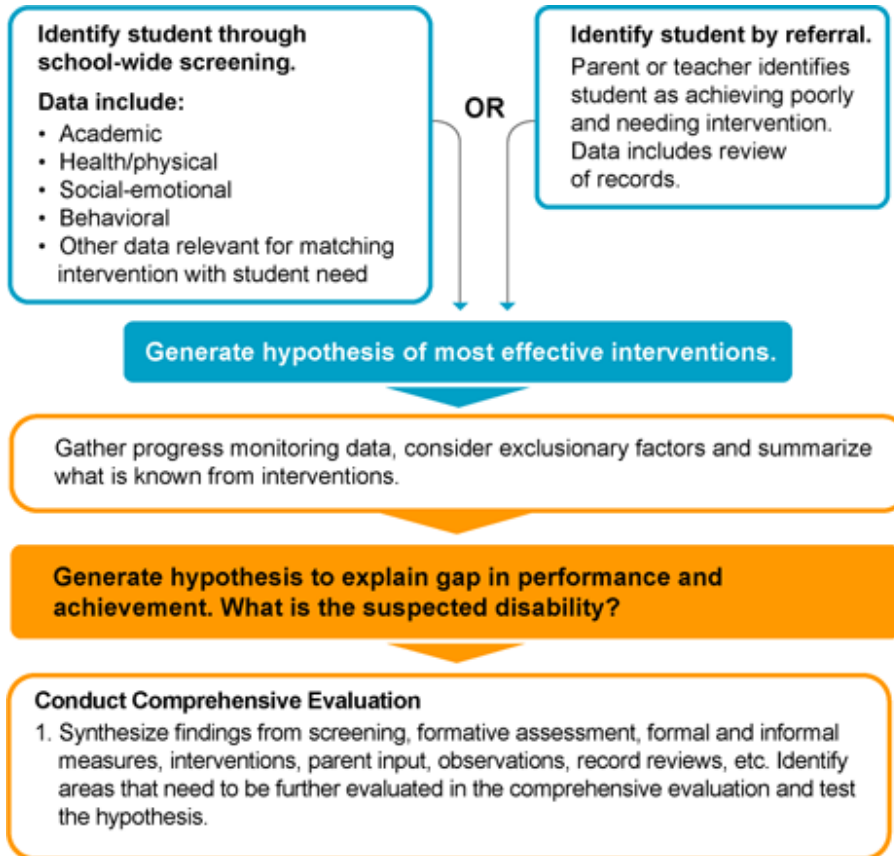 Identify student through
school-wide screening.
Data include:
• Academic
• Health/physical
• Social-emotional
• Behavioral
• Other data relevant for matching
intervention with student need
OR
Identify student by referral.
Parent or teacher identifies
student as achieving poorly
and needing intervention.
Data includes review
of records.
Generate hypothesis of most effective interventions.
Gather progress monitoring data, consider exclusionary factors and summarize
what is known from interventions.
Generate hypothesis to explain gap in performance and
achievement. What is the suspected disability?
Conduct Comprehensive Evaluation
1. Synthesize findings from screening, formative assessment, formal and informal
measures, interventions, parent input, observations, record reviews, etc. Identify
areas that need to be further evaluated in the comprehensive evaluation and test
the hypothesis.